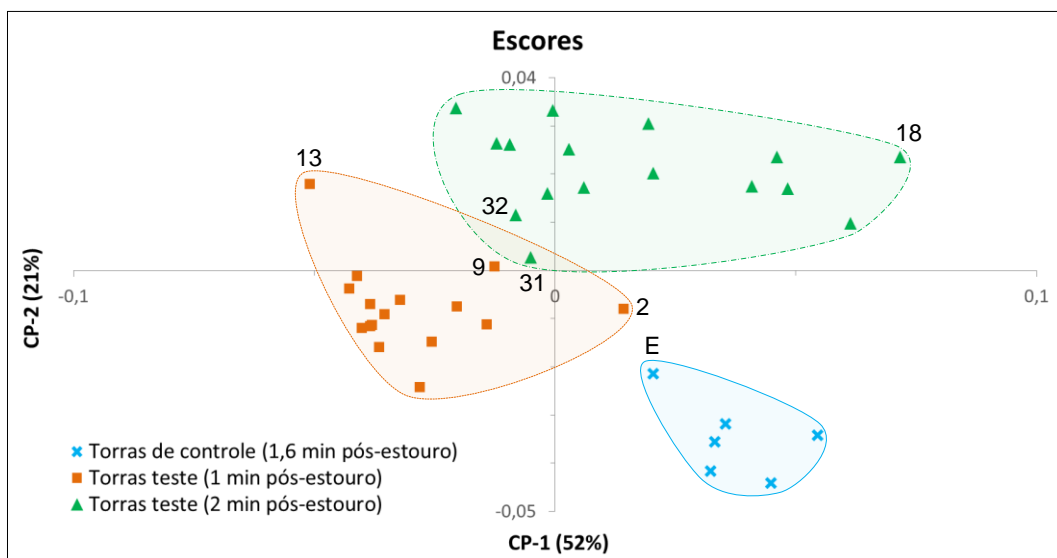 Escores
0,04
18
13
32
9
31
-0,1
0
0,1
2
E
CP-2 (21%)
Torras de controle (1,6 min pós-estouro)
Torras teste (1 min pós-estouro)
Torras teste (2 min pós-estouro)
-0,05
CP-1 (52%)